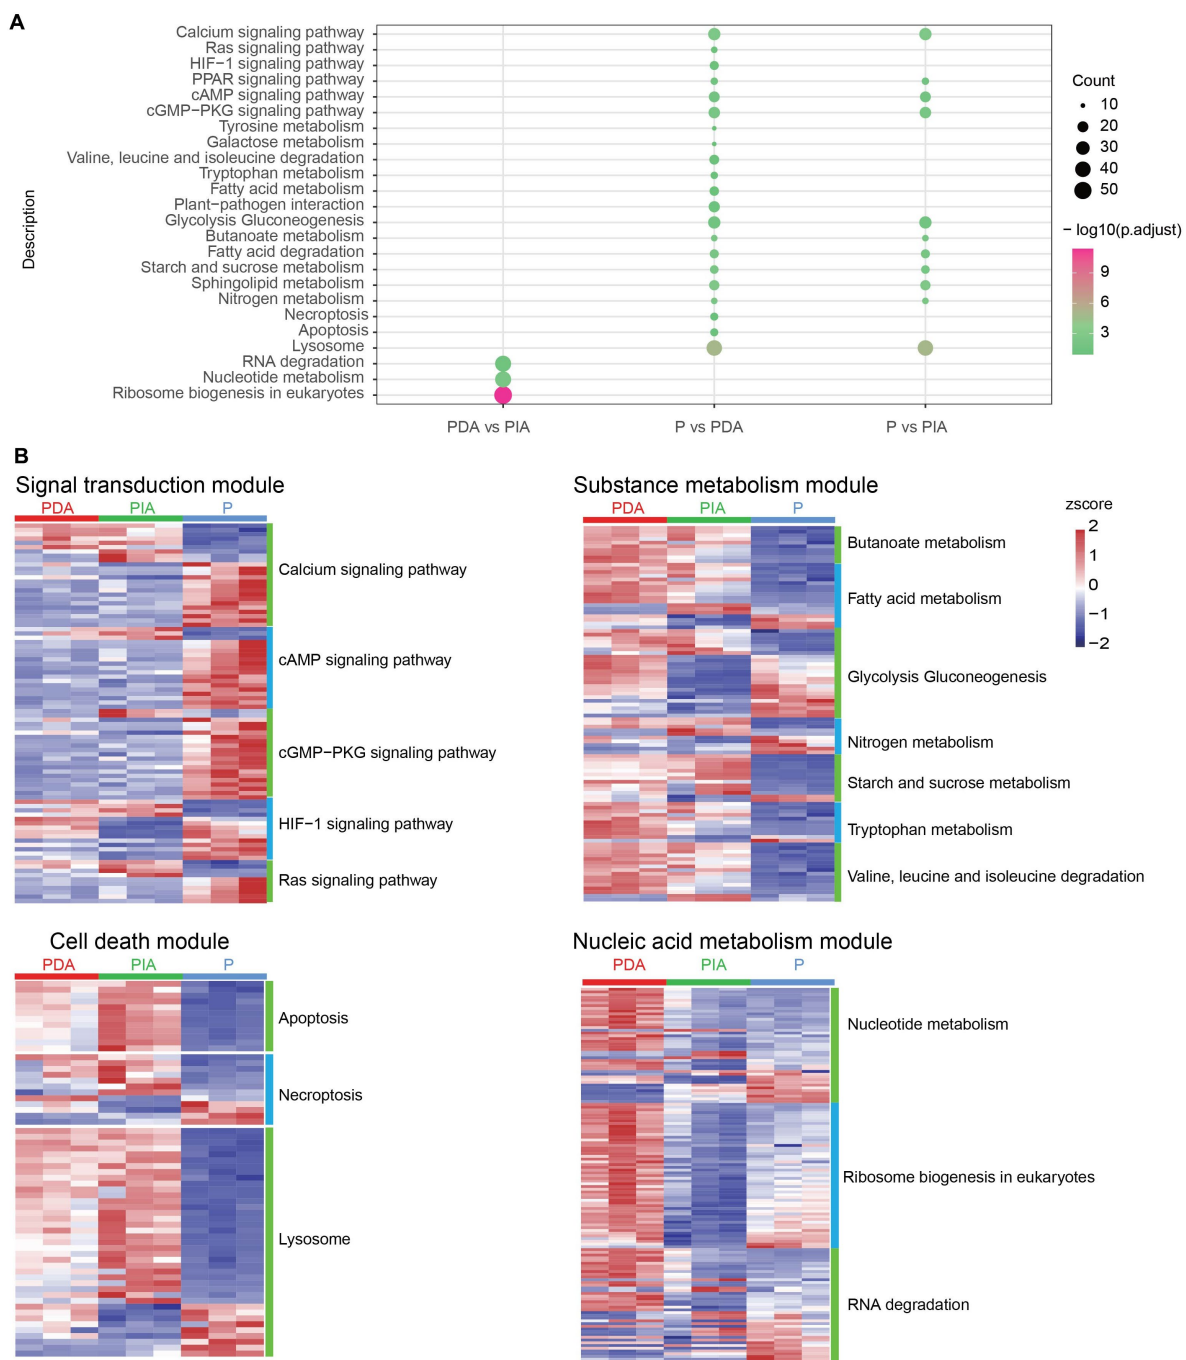 A
Calcium signaling pathway
Ras signaling pathway
HIF−1 signaling pathway
PPAR signaling pathway
cAMP signaling pathway
cGMP−PKG signaling pathway
Tyrosine metabolism
Galactose metabolism
Valine, leucine and isoleucine degradation
Tryptophan metabolism
Fatty acid metabolism
Plant−pathogen interaction
Glycolysis Gluconeogenesis
Butanoate metabolism
Fatty acid degradation
Starch and sucrose metabolism
Sphingolipid metabolism
Nitrogen metabolism
Necroptosis
Apoptosis
Lysosome
RNA degradation
Nucleotide metabolism
Ribosome biogenesis in eukaryotes
Description
PDA vs PIA
P vs PDA
P vs PIA
Count
10
20
30
40
50
− log10(p.adjust)
9
6
3
B
Signal transduction module
PDA PIA P
Calcium signaling pathway
cAMP signaling pathway
cGMP−PKG signaling pathway
HIF−1 signaling pathway
Ras signaling pathway
Substance metabolism module
PDA PIA P
Butanoate metabolism
Fatty acid metabolism
Glycolysis Gluconeogenesis
Nitrogen metabolism
Starch and sucrose metabolism
Tryptophan metabolism
Valine, leucine and isoleucine degradation
zscore
2
1
0
−1
−2
Cell death module
PDA PIA P
Apoptosis
Necroptosis
Lysosome
Nucleic acid metabolism module
PDA PIA P
Nucleotide metabolism
Ribosome biogenesis in eukaryotes
RNA degradation